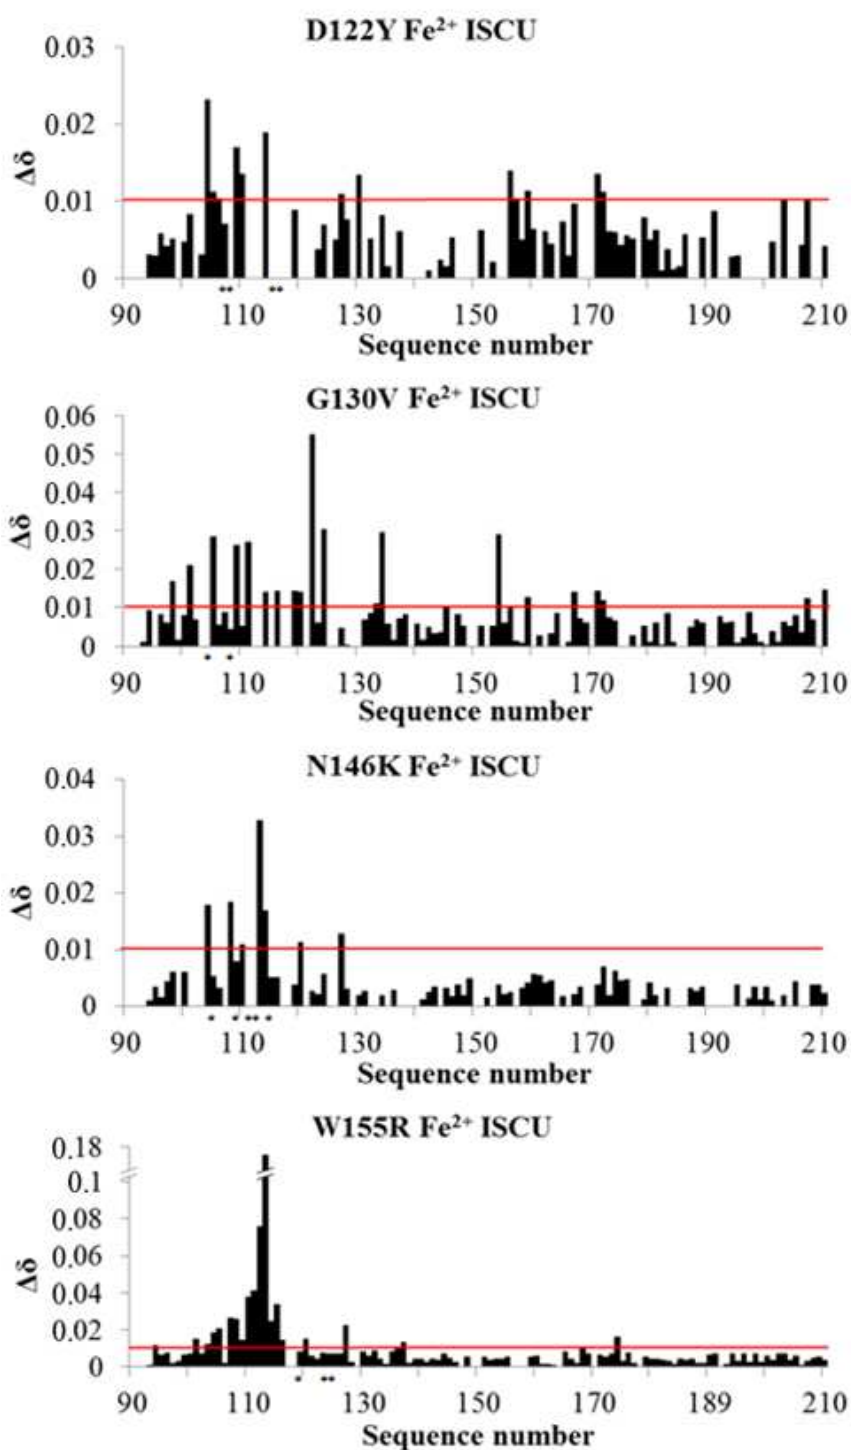 D122Y Fe²⁺ ISCU
0.03
0.02
0.01
0
Δδ
** **
90 110 130 150 170 190 210
Sequence number
G130V Fe²⁺ ISCU
0.06
0.05
0.04
0.03
0.02
0.01
0
Δδ
* *
90 110 130 150 170 190 210
Sequence number
N146K Fe²⁺ ISCU
0.04
0.03
0.02
0.01
0
Δδ
* * ** *
90 110 130 150 170 190 210
Sequence number
W155R Fe²⁺ ISCU
0.18
0.1
0.08
0.06
0.04
0.02
0
Δδ
* **
90 110 130 150 170 189 210
Sequence number